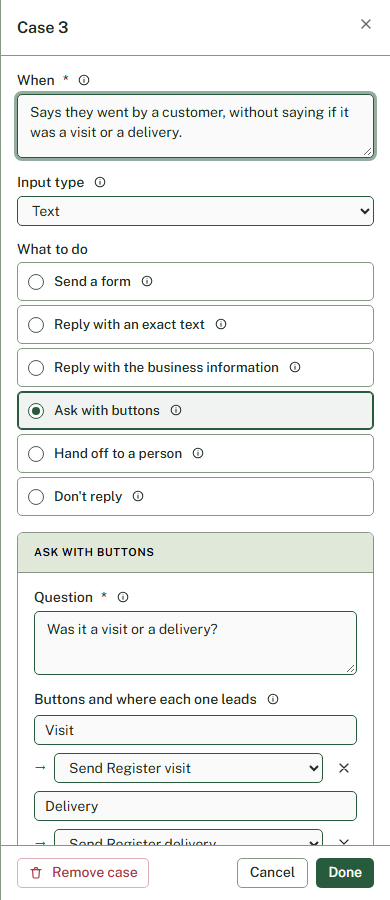 Case 3
When *
Says they went by a customer, without saying if it
was a visit or a delivery.
Input type
Text
What to do
Send a form
Reply with an exact text
Reply with the business information
Ask with buttons
Hand off to a person
Don't reply
ASK WITH BUTTONS
Question *
Was it a visit or a delivery?
Buttons and where each one leads
Visit
→ Send Register visit
Delivery
→ Send Register delivery
Remove case
Cancel
Done